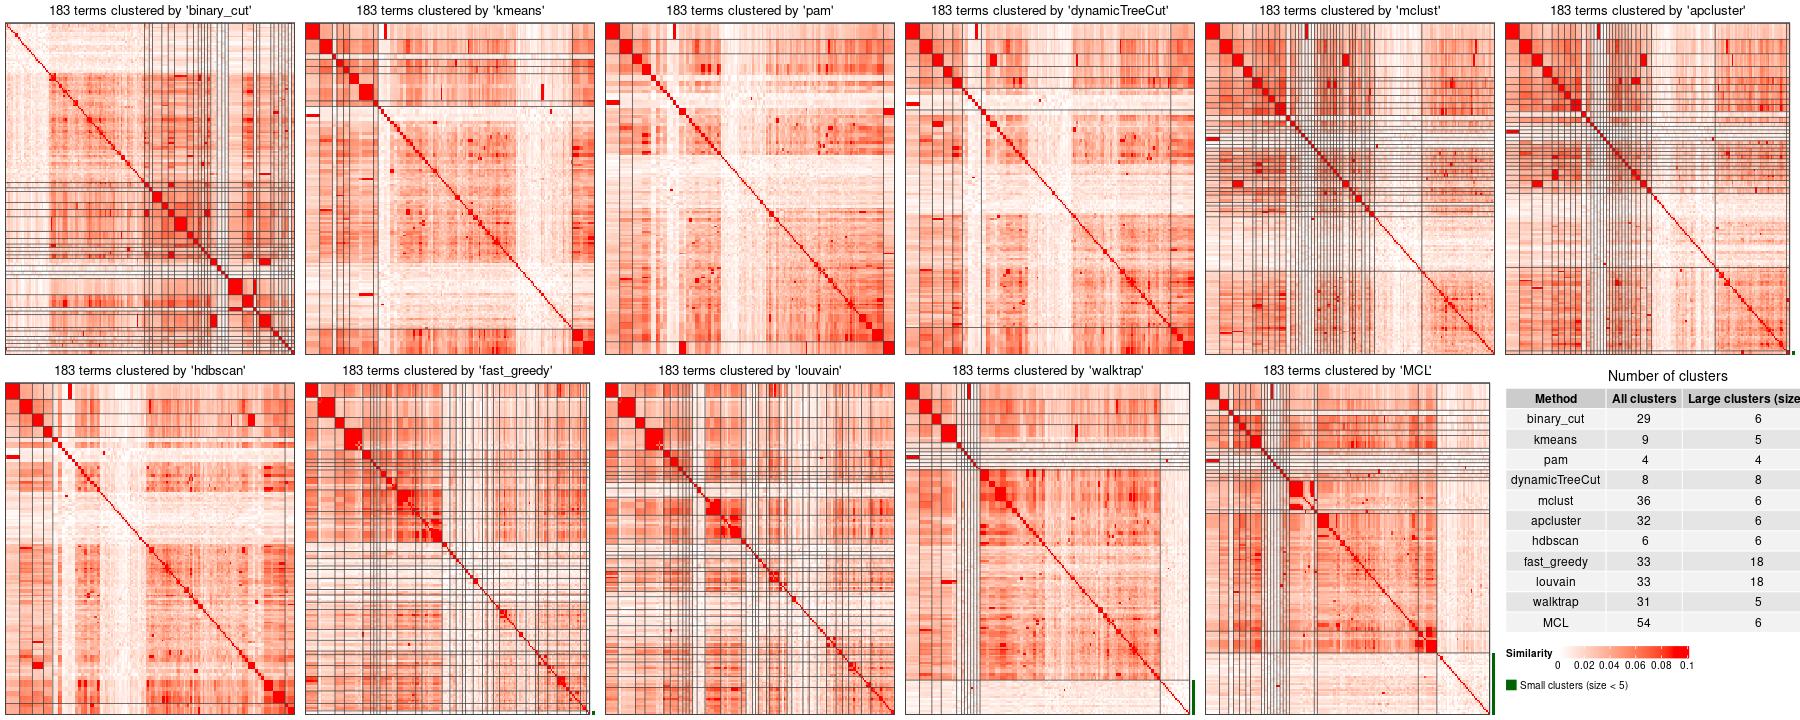 183 terms clustered by 'binary_cut'
183 terms clustered by 'kmeans'
183 terms clustered by 'pam'
183 terms clustered by 'dynamicTreeCut'
183 terms clustered by 'mclust'
183 terms clustered by 'apcluster'
183 terms clustered by 'hdbscan'
183 terms clustered by 'fast_greedy'
183 terms clustered by 'louvain'
183 terms clustered by 'walktrap'
183 terms clustered by 'MCL'
Number of clusters
Method All clusters Large clusters (size
binary_cut 29 6
kmeans 9 5
pam 4 4
dynamicTreeCut 8 8
mclust 36 6
apcluster 32 6
hdbscan 6 6
fast_greedy 33 18
louvain 33 18
walktrap 31 5
MCL 54 6
Similarity
0 0.02 0.04 0.06 0.08 0.1
Small clusters (size < 5)